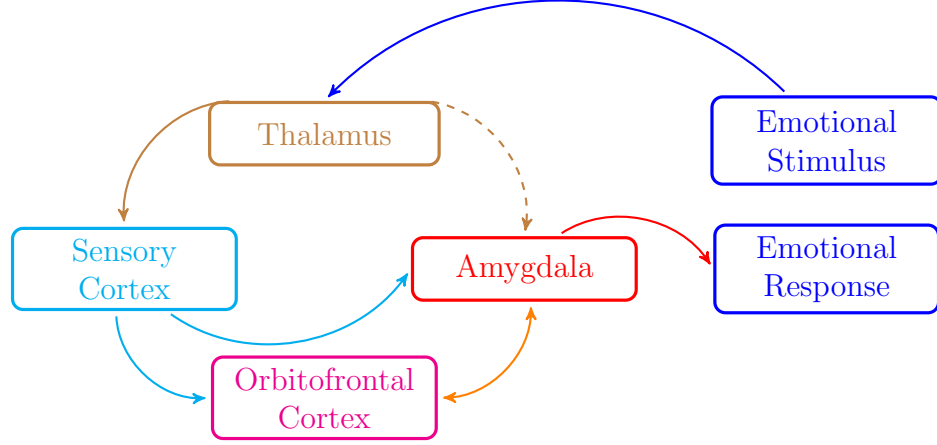 Thalamus
Emotional
Stimulus
Sensory
Cortex
Amygdala
Emotional
Response
Orbitofrontal
Cortex